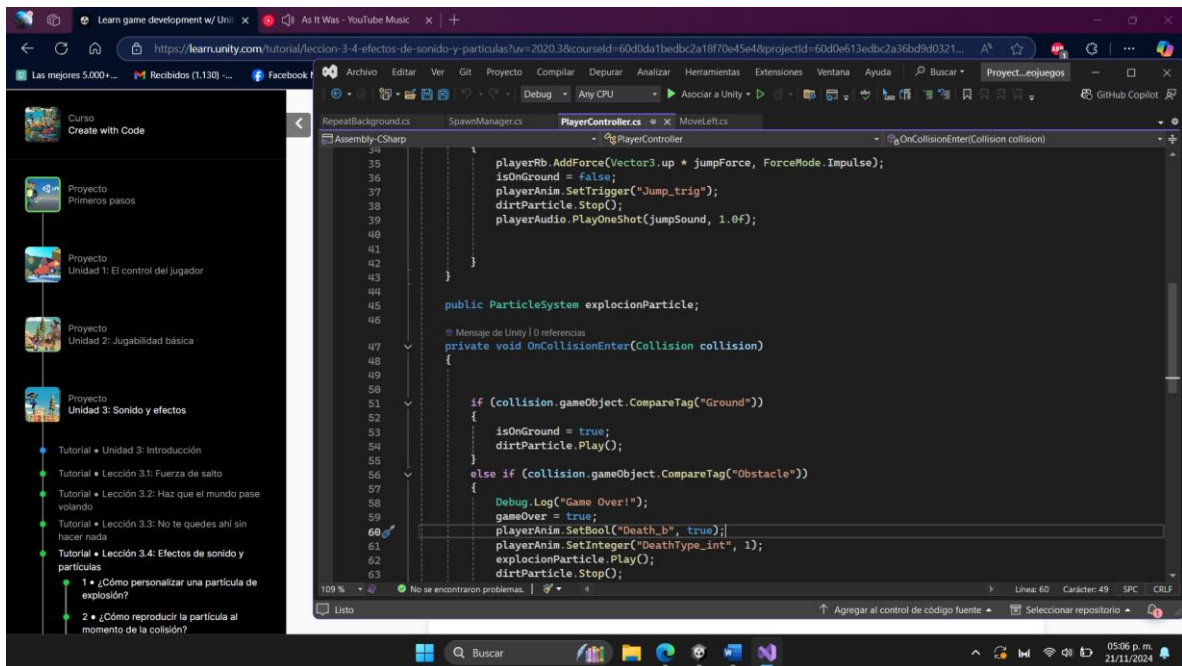 Learn game development w/ Unit
As It Was - YouTube Music
https://learn.unity.com/tutorial/leccion-3-4-efectos-de-sonido-y-particulas?uv=2020.3&courseId=60d0da1bedbc2a18f70e45e4&projectId=60d0e613edbc2a36bd9d0321...
Las mejores 5.000+...
Recibidos (1.130) -...
Facebook
Archivo Editar Ver Git Proyecto Compilar Depurar Analizar Herramientas Extensiones Ventana Ayuda Buscar Proyect...eojuegos
Debug Any CPU Asociar a Unity GitHub Copilot
RepeatBackground.cs SpawnManager.cs PlayerController.cs MoveLeft.cs
Assembly-CSharp PlayerController OnCollisionEnter(Collision collision)
Curso
Create with Code
Proyecto
Primeros pasos
Proyecto
Unidad 1: El control del jugador
Proyecto
Unidad 2: Jugabilidad básica
Proyecto
Unidad 3: Sonido y efectos
Tutorial • Unidad 3: Introducción
Tutorial • Lección 3.1: Fuerza de salto
Tutorial • Lección 3.2: Haz que el mundo pase
volando
Tutorial • Lección 3.3: No te quedes ahí sin
hacer nada
Tutorial • Lección 3.4: Efectos de sonido y
partículas
1 • ¿Cómo personalizar una partícula de
explosión?
2 • ¿Cómo reproducir la partícula al
momento de la colisión?
34 {
35 playerRb.AddForce(Vector3.up * jumpForce, ForceMode.Impulse);
36 isOnGround = false;
37 playerAnim.SetTrigger("Jump_trig");
38 dirtParticle.Stop();
39 playerAudio.PlayOneShot(jumpSound, 1.0f);
40
41
42 }
43 }
44
45 public ParticleSystem explocionParticle;
46
Mensaje de Unity | 0 referencias
47 private void OnCollisionEnter(Collision collision)
48 {
49
50
51 if (collision.gameObject.CompareTag("Ground"))
52 {
53 isOnGround = true;
54 dirtParticle.Play();
55 }
56 else if (collision.gameObject.CompareTag("Obstacle"))
57 {
58 Debug.Log("Game Over!");
59 gameOver = true;
60 playerAnim.SetBool("Death_b", true);
61 playerAnim.SetInteger("DeathType_int", 1);
62 explocionParticle.Play();
63 dirtParticle.Stop();
109 % No se encontraron problemas. Línea: 60 Carácter: 49 SPC CRLF
Listo Agregar al control de código fuente Seleccionar repositorio
Buscar
05:06 p. m.
21/11/2024